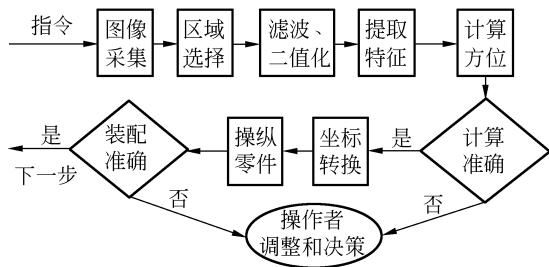 指令
图像
采集
区域
选择
滤波、
二值化
提取
特征
计算
方位
是
下一步
装配
准确
操纵
零件
坐标
转换
是
计算
准确
否
否
操作者
调整和决策